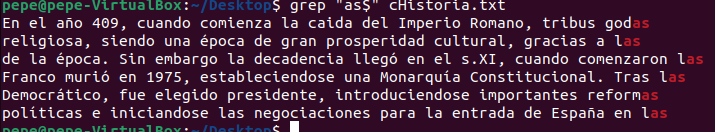 pepe@pepe-VirtualBox:~/Desktop$ grep "as$" cHistoria.txt
En el año 409, cuando comienza la caida del Imperio Romano, tribus godas
religiosa, siendo una época de gran prosperidad cultural, gracias a las
de la época. Sin embargo la decadencia llegó en el s.XI, cuando comenzaron las
Franco murió en 1975, estableciendose una Monarquía Constitucional. Tras las
Democrático, fue elegido presidente, introduciendose importantes reformas
políticas e iniciandose las negociaciones para la entrada de España en las
pepe@pepe-VirtualBox:~/Desktop$